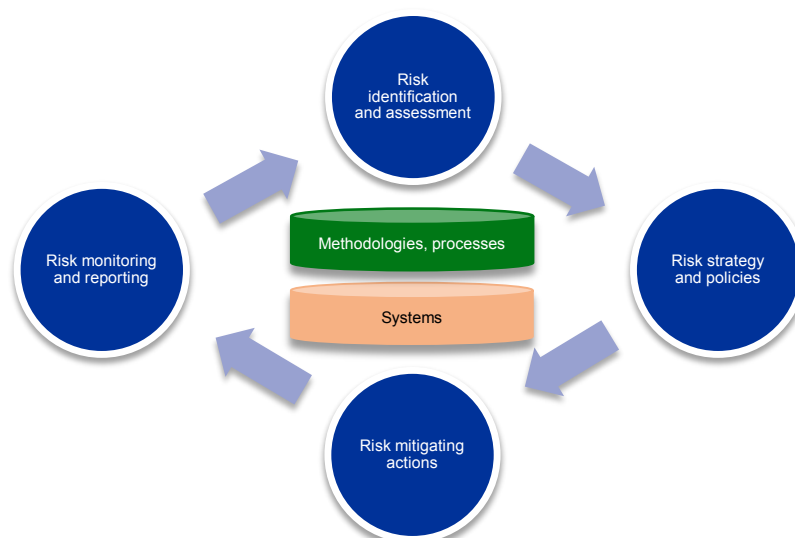 Risk
identification
and assessment
Methodologies, processes
Risk monitoring
and reporting
Risk strategy
and policies
Systems
Risk mitigating
actions